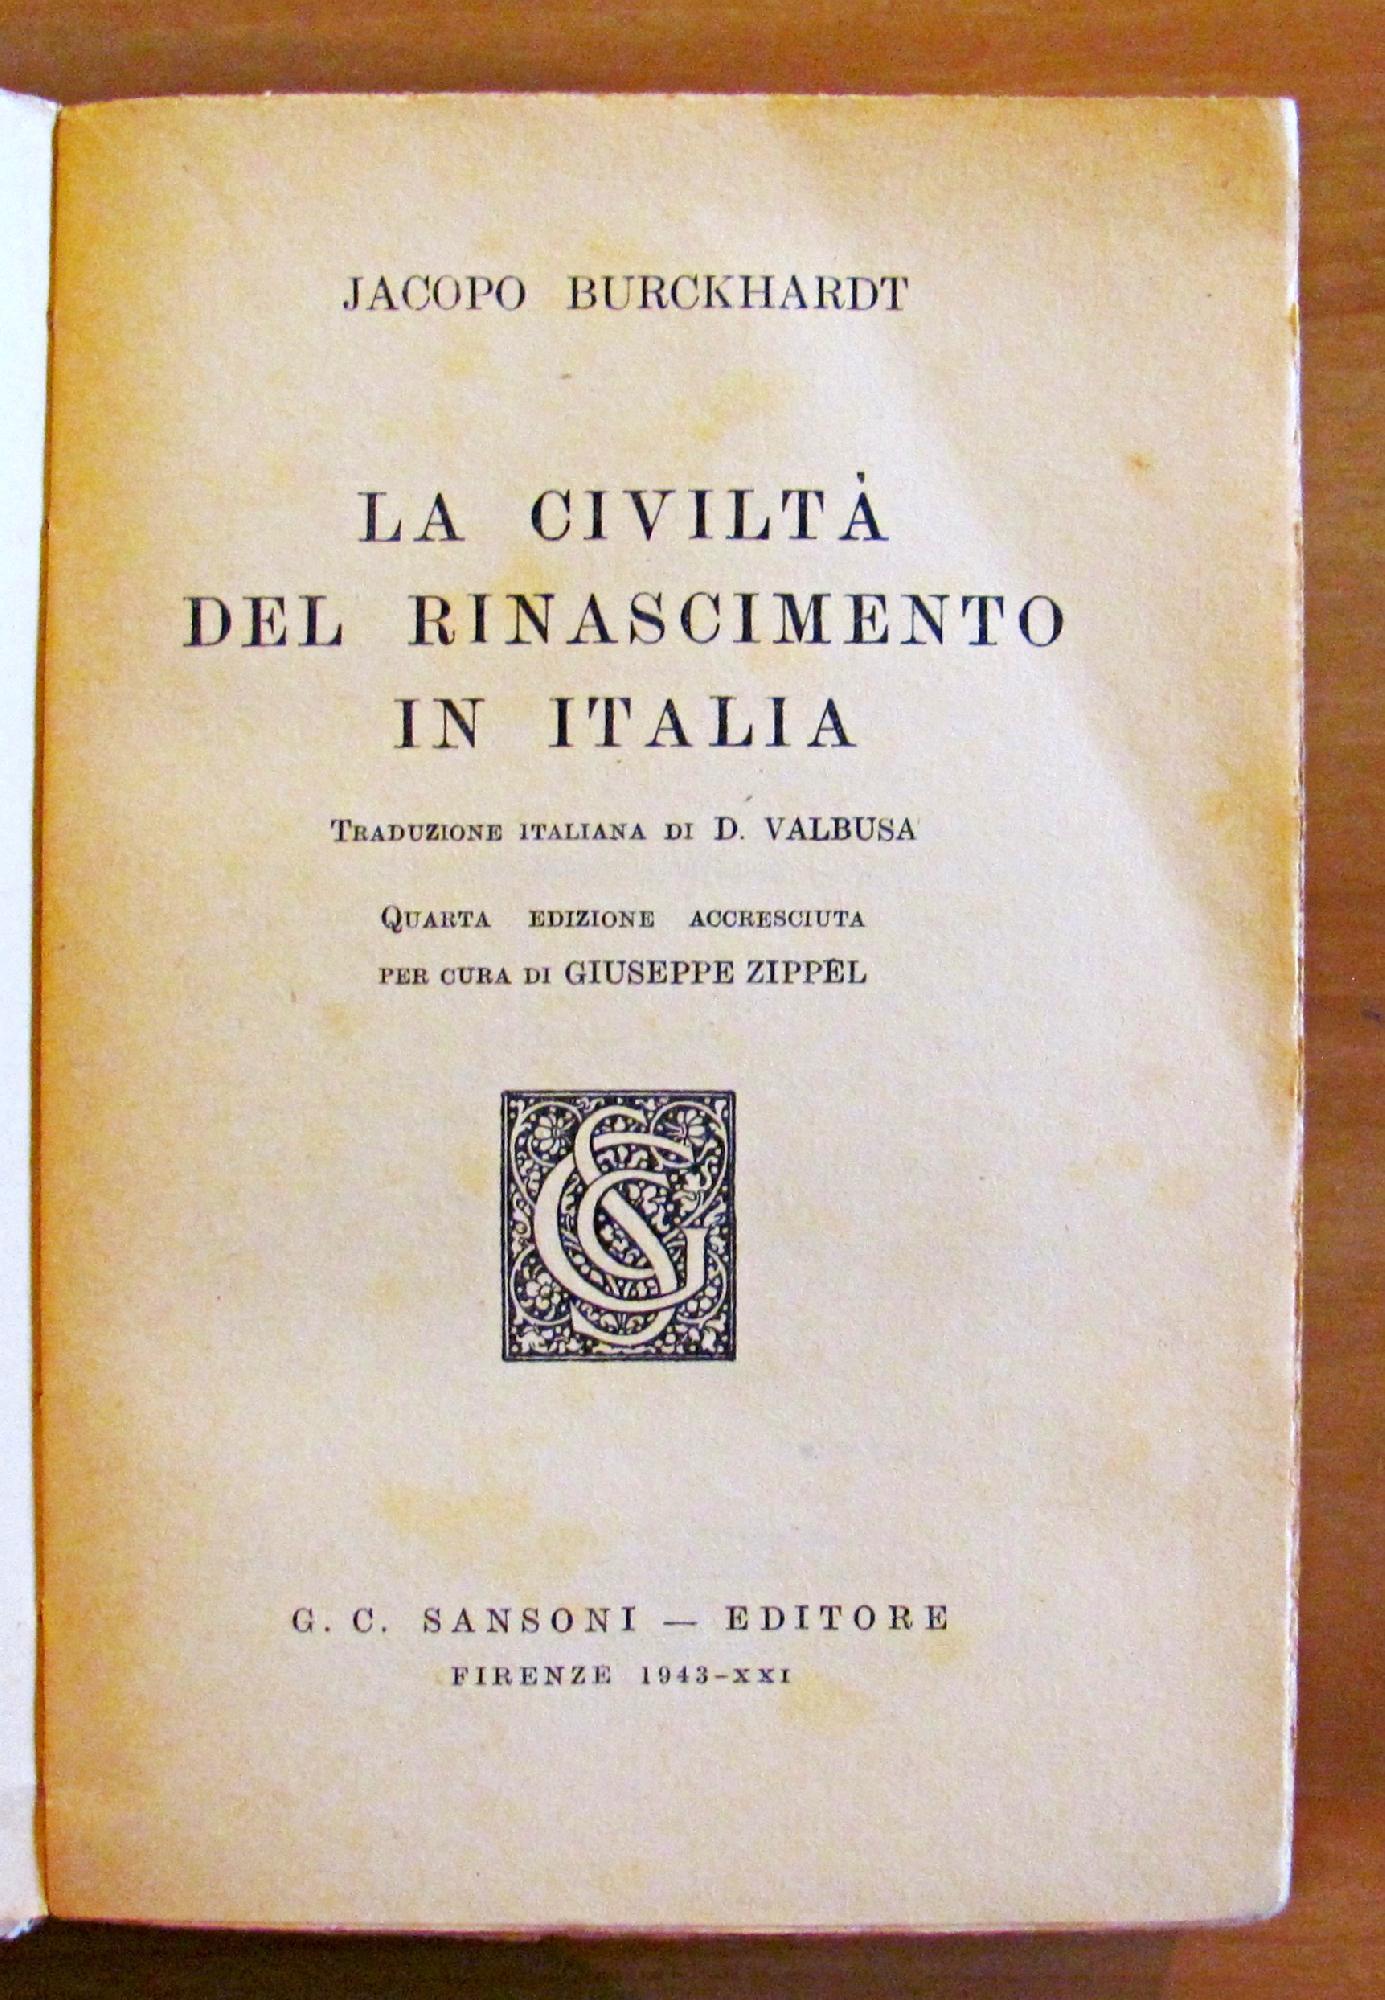 JACOPO BURCKHARDT
LA CIVILTÀ
DEL RINASCIMENTO
IN ITALIA
TRADUZIONE ITALIANA DI D. VALBUSA
QUARTA EDIZIONE ACCRESCIUTA
PER CURA DI GIUSEPPE ZIPPEL
G. C. SANSONI — EDITORE
FIRENZE 1943-XXI